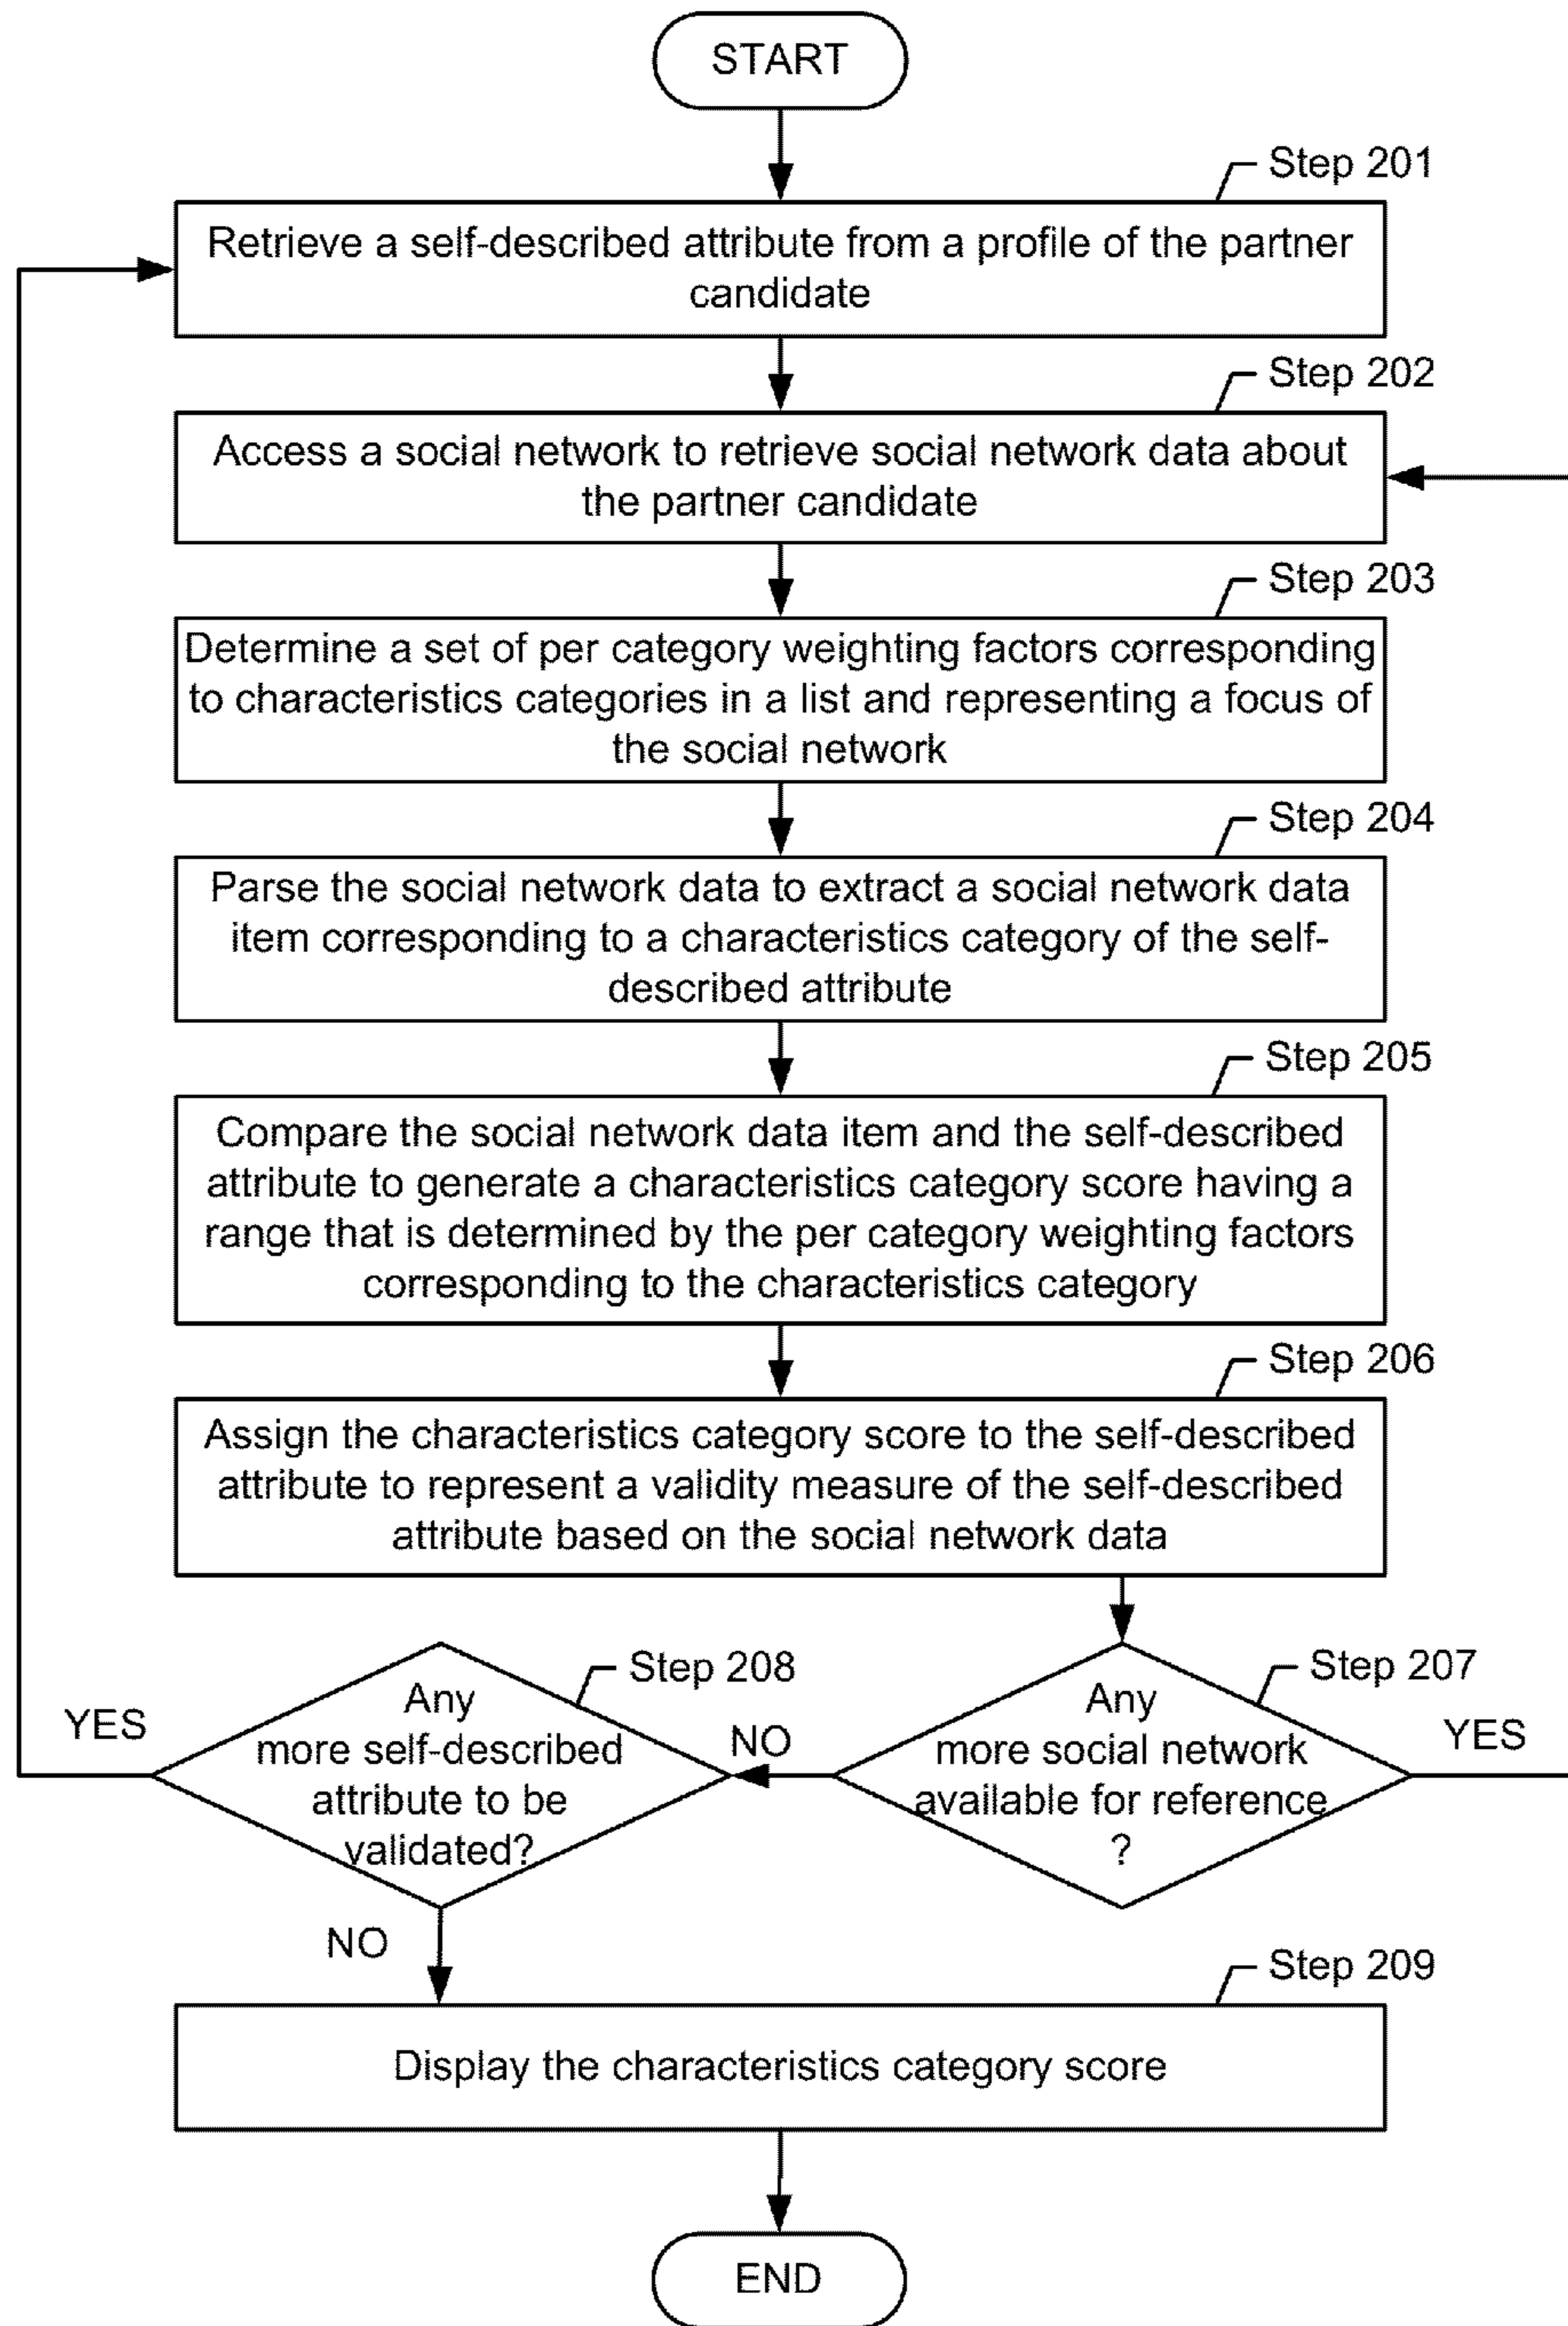 START
Step 201
Retrieve a self-described attribute from a profile of the partner
candidate
Step 202
Access a social network to retrieve social network data about
the partner candidate
Step 203
Determine a set of per category weighting factors corresponding
to characteristics categories in a list and representing a focus of
the social network
Step 204
Parse the social network data to extract a social network data
item corresponding to a characteristics category of the self-
described attribute
Step 205
Compare the social network data item and the self-described
attribute to generate a characteristics category score having a
range that is determined by the per category weighting factors
corresponding to the characteristics category
Step 206
Assign the characteristics category score to the self-described
attribute to represent a validity measure of the self-described
attribute based on the social network data
Step 207
Any
more social network
available for reference
?
YES
NO
Step 208
Any
more self-described
attribute to be
validated?
YES
NO
Step 209
Display the characteristics category score
END